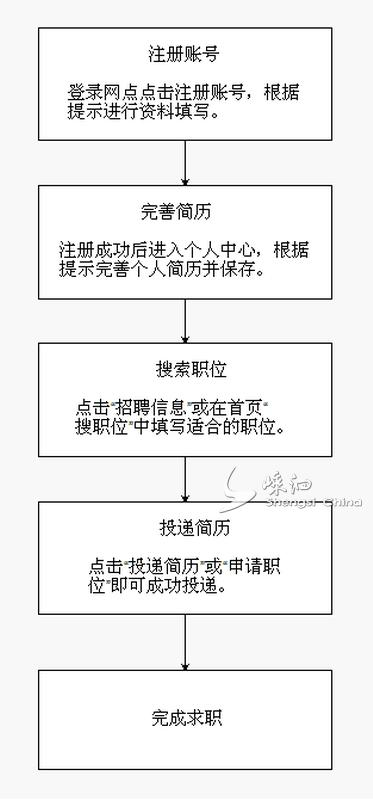 注册账号
登录网点点击注册账号，根据
提示进行资料填写。
完善简历
注册成功后进入个人中心，根据
提示完善个人简历并保存。
搜索职位
点击“招聘信息”或在首页“
搜职位”中填写适合的职位。
嵊泗
Shengsi-China
投递简历
点击“投递简历”或“申请职
位”即可成功投递。
完成求职